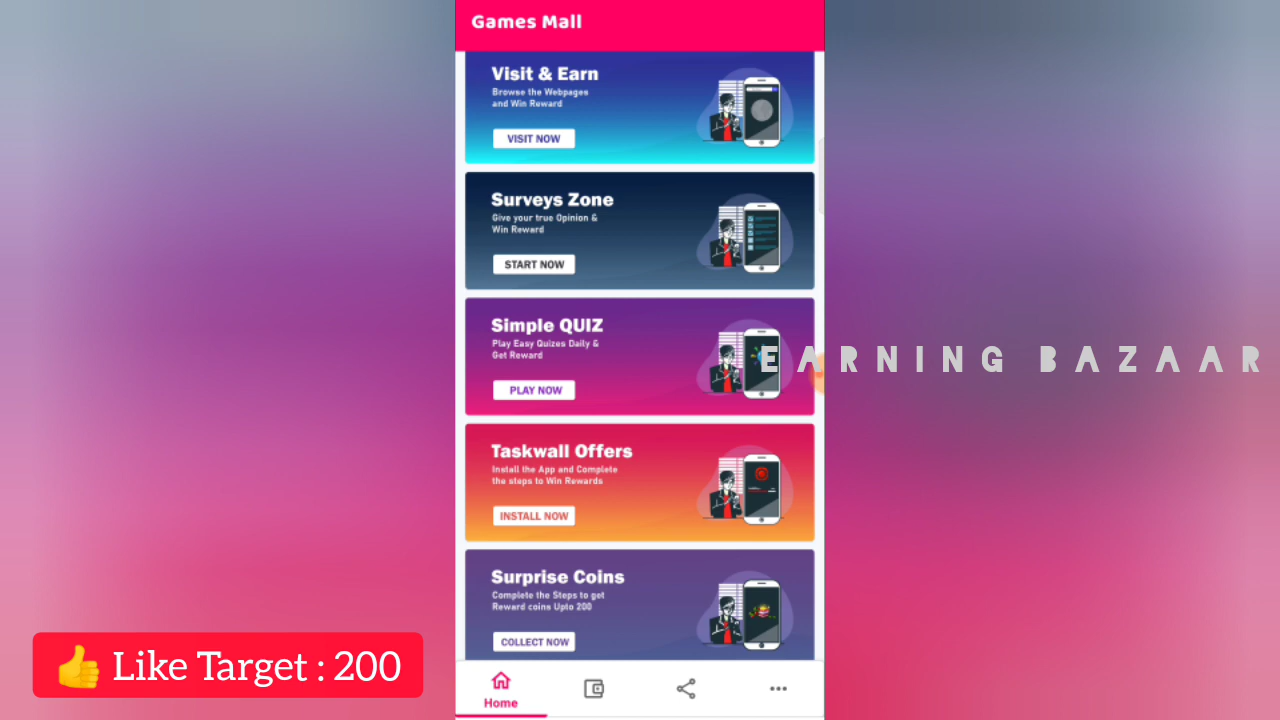 Games Mall
Visit & Earn
Browse the Webpages
and Win Reward
VISIT NOW
Surveys Zone
Give your true Opinion &
Win Reward
START NOW
Simple QUIZ
Play Easy Quizes Daily &
Get Reward
PLAY NOW
EARNING BAZAAR
Taskwall Offers
Install the App and Complete
the steps to Win Rewards
INSTALL NOW
Surprise Coins
Complete the Steps to get
Reward coins Upto 200
COLLECT NOW
👍 Like Target : 200
Home